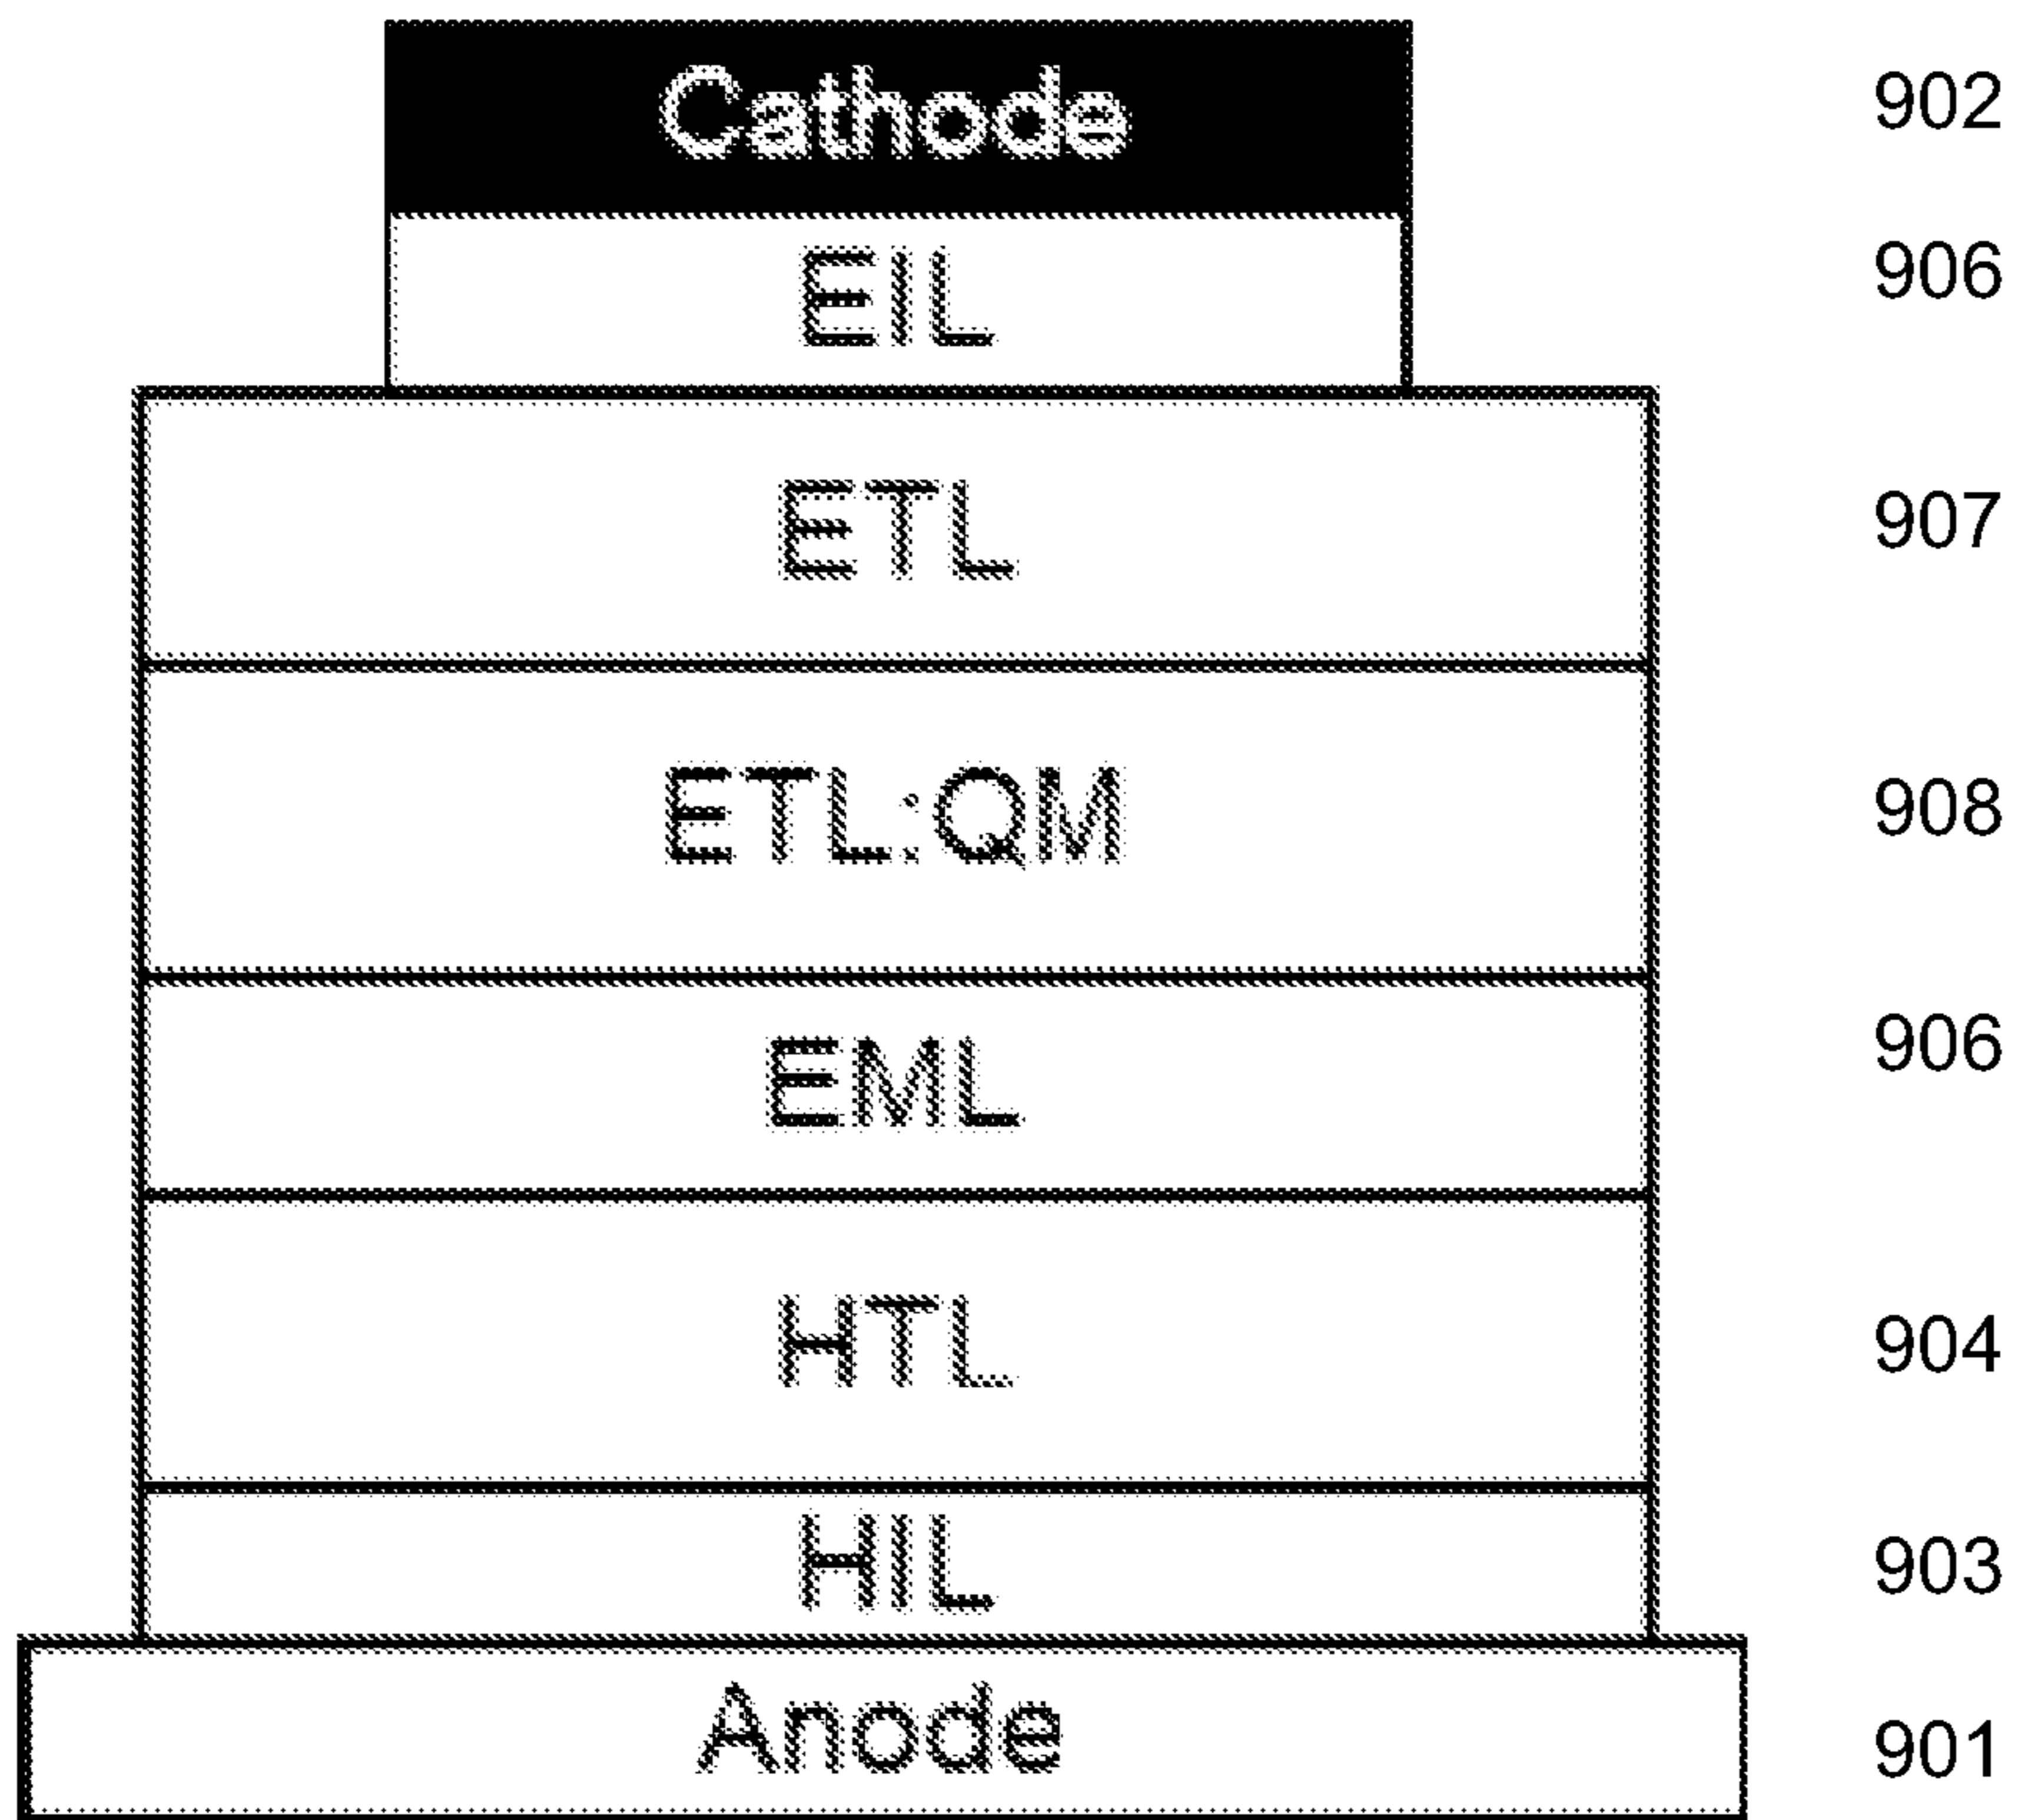 Cathode 902
EIL 906
ETL 907
ETL:QM 908
EML 906
HTL 904
HIL 903
Anode 901